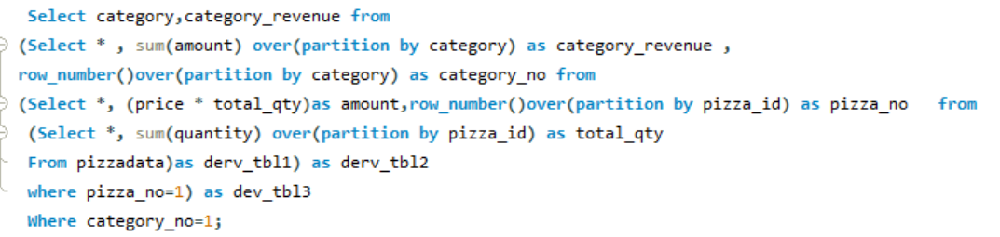 Select category,category_revenue from
(Select * , sum(amount) over(partition by category) as category_revenue ,
row_number()over(partition by category) as category_no from
(Select *, (price * total_qty)as amount,row_number()over(partition by pizza_id) as pizza_no from
(Select *, sum(quantity) over(partition by pizza_id) as total_qty
From pizzadata)as derv_tbl1) as derv_tbl2
where pizza_no=1) as dev_tbl3
Where category_no=1;